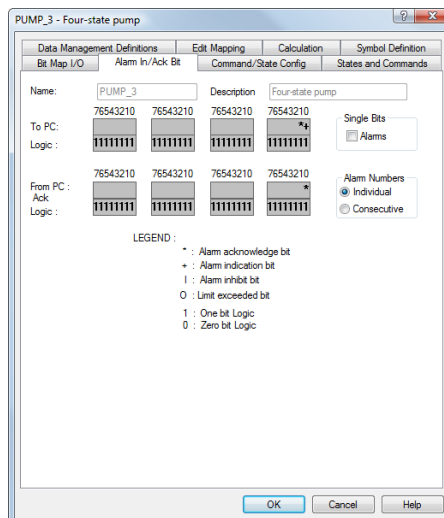 PUMP_3 - Four-state pump
Data Management Definitions Edit Mapping Calculation Symbol Definition
Bit Map I/O Alarm In/Ack Bit Command/State Config States and Commands
Name: PUMP_3 Description Four-state pump
76543210 76543210 76543210 76543210 Single Bits
To PC: *+ Alarms
Logic : 11111111 11111111 11111111 11111111
76543210 76543210 76543210 76543210 Alarm Numbers
From PC : * Individual
Ack
Logic : 11111111 11111111 11111111 11111111 Consecutive
LEGEND :
* : Alarm acknowledge bit
+ : Alarm indication bit
I : Alarm inhibit bit
O : Limit exceeded bit
1 : One bit Logic
0 : Zero bit Logic
OK Cancel Help